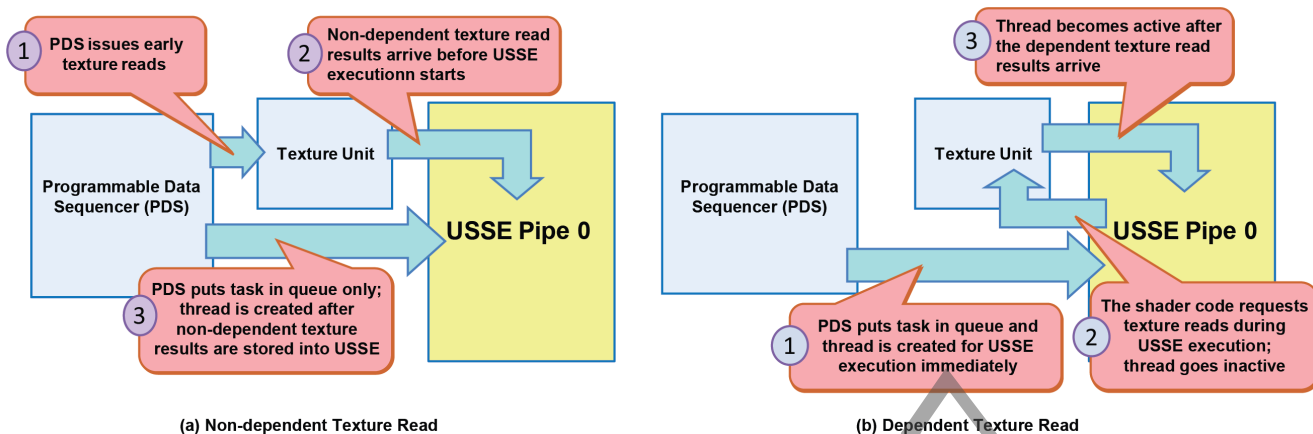 1
PDS issues early
texture reads
2
Non-dependent texture read
results arrive before USSE
executionn starts
Programmable Data
Sequencer (PDS)
Texture Unit
USSE Pipe 0
3
PDS puts task in queue only;
thread is created after
non-dependent texture
results are stored into USSE
(a) Non-dependent Texture Read
3
Thread becomes active after
the dependent texture read
results arrive
Programmable Data
Sequencer (PDS)
Texture Unit
USSE Pipe 0
1
PDS puts task in queue and
thread is created for USSE
execution immediately
2
The shader code requests
texture reads during
USSE execution;
thread goes inactive
(b) Dependent Texture Read